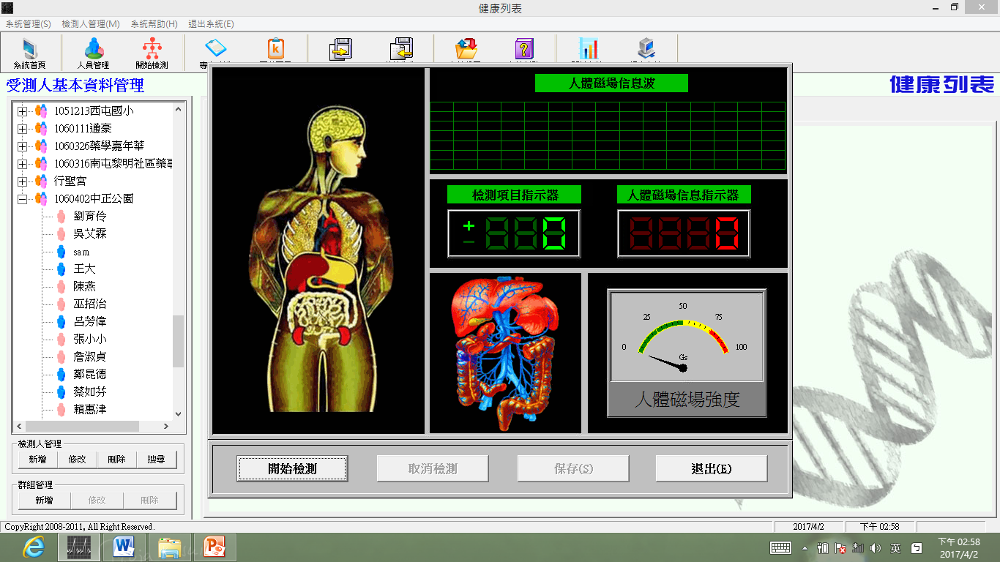 健康列表
系統管理(S) 檢測人管理(M) 系統幫助(H) 退出系統(E)
系統首頁 人員管理 開始檢測
受測人基本資料管理
健康列表
1051213西屯國小
1060111通豪
1060326藥學嘉年華
1060316南屯黎明社區藥事
行聖宮
1060402中正公園
劉育伶
吳艾霖
sam
王大
陳燕
巫招治
呂芳偉
張小小
詹淑貞
鄭昆德
蔡如芬
賴惠津
檢測人管理
新增 修改 刪除 搜尋
群組管理
新增 修改 刪除
人體磁場信息波
檢測項目指示器
人體磁場信息指示器
+ - 0
0
0 25 50 75 100
Gs
人體磁場強度
開始檢測 取消檢測 保存(S) 退出(E)
CopyRight 2008-2011, All Right Reserved. 2017/4/2 下午 02:58
英
下午 02:58
2017/4/2